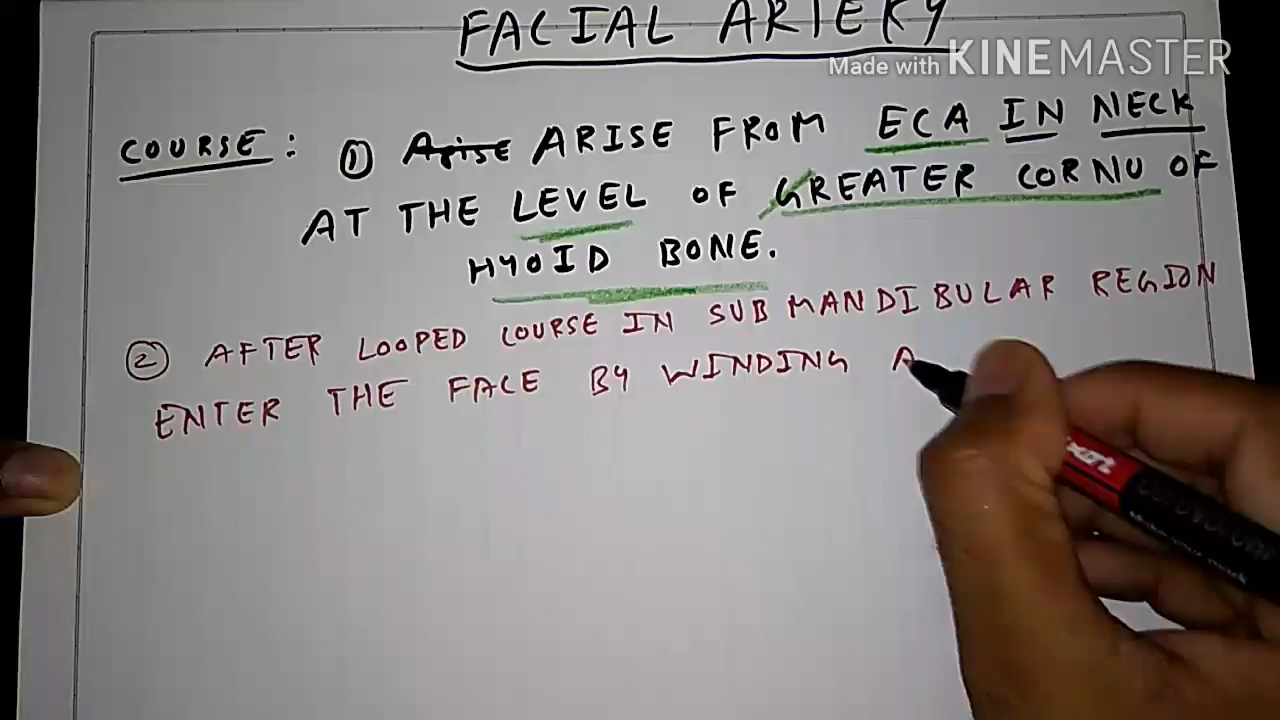 FACIAL ARTERY
Made with KINEMASTER
COURSE: ① ARISE FROM ECA IN NECK
AT THE LEVEL OF GREATER CORNU OF
HYOID BONE.
② AFTER LOOPED COURSE IN SUBMANDIBULAR REGION
ENTER THE FACE BY WINDING A